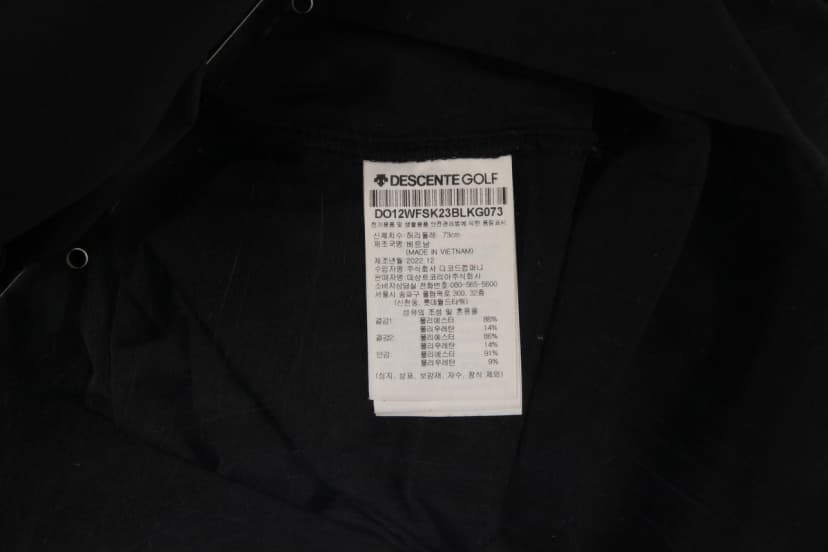 DESCENTE GOLF
DO12WFSK23BLKG073
전기용품 및 생활용품 안전관리법에 의한 품질표시
신체치수: 허리둘레: 73cm
제조국명: 베트남
(MADE IN VIETNAM)
제조년월: 2022.12
수입자명: 주식회사 디코드컴퍼니
판매자명: 데상트코리아주식회사
소비자상담실 전화번호: 080-565-5600
서울시 송파구 올림픽로 300, 32층
(신천동, 롯데월드타워)
섬유의 조성 및 혼용율
겉감1: 폴리에스터 86%
폴리우레탄 14%
겉감2: 폴리에스터 86%
폴리우레탄 14%
안감: 폴리에스터 91%
폴리우레탄 9%
(심지, 상표, 보강재, 자수, 장식 제외)